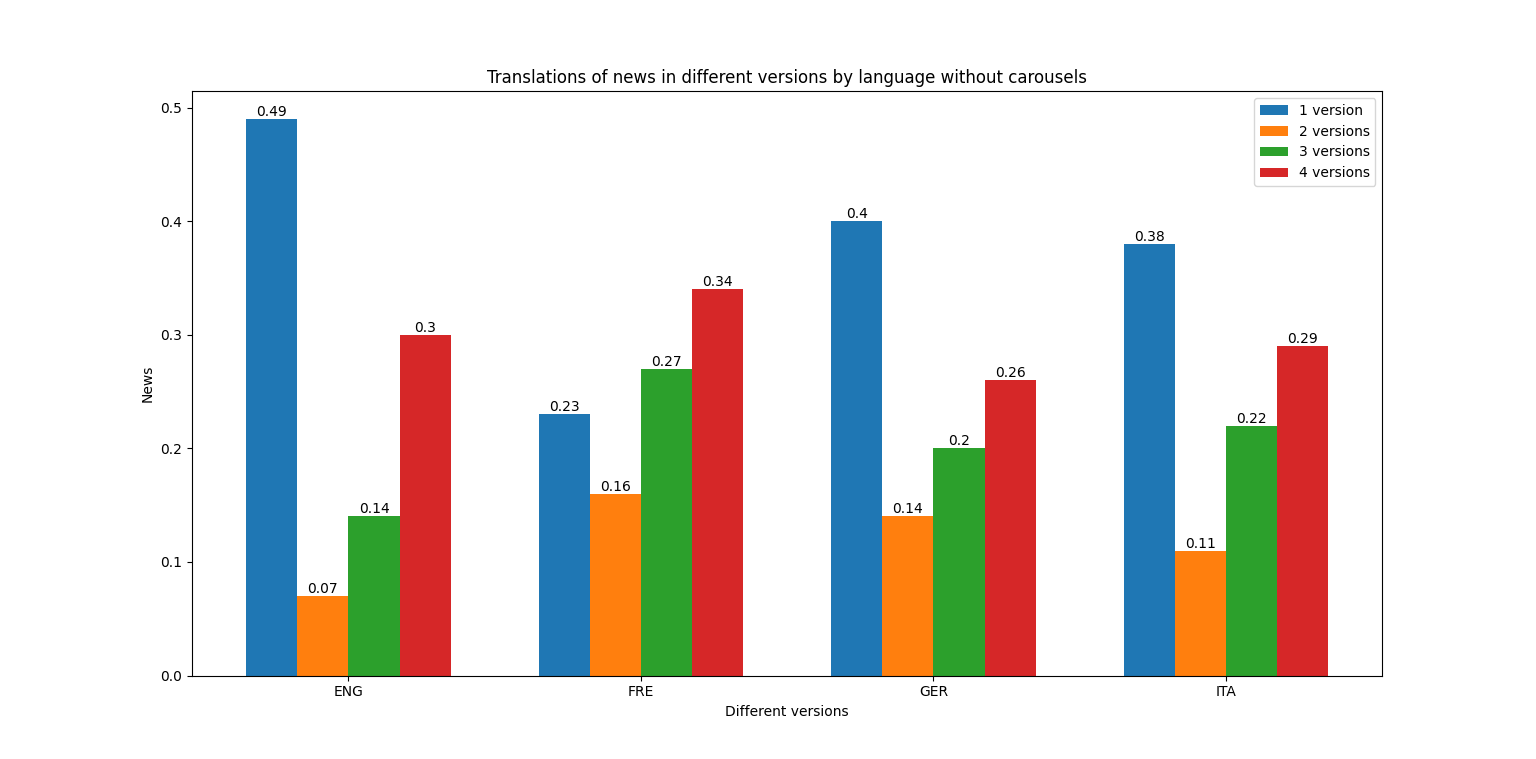 Translations of news in different versions by language without carousels
1 version
2 versions
3 versions
4 versions
News
0.5
0.4
0.3
0.2
0.1
0.0
0.49
0.07
0.14
0.3
0.23
0.16
0.27
0.34
0.4
0.14
0.2
0.26
0.38
0.11
0.22
0.29
ENG
FRE
GER
ITA
Different versions